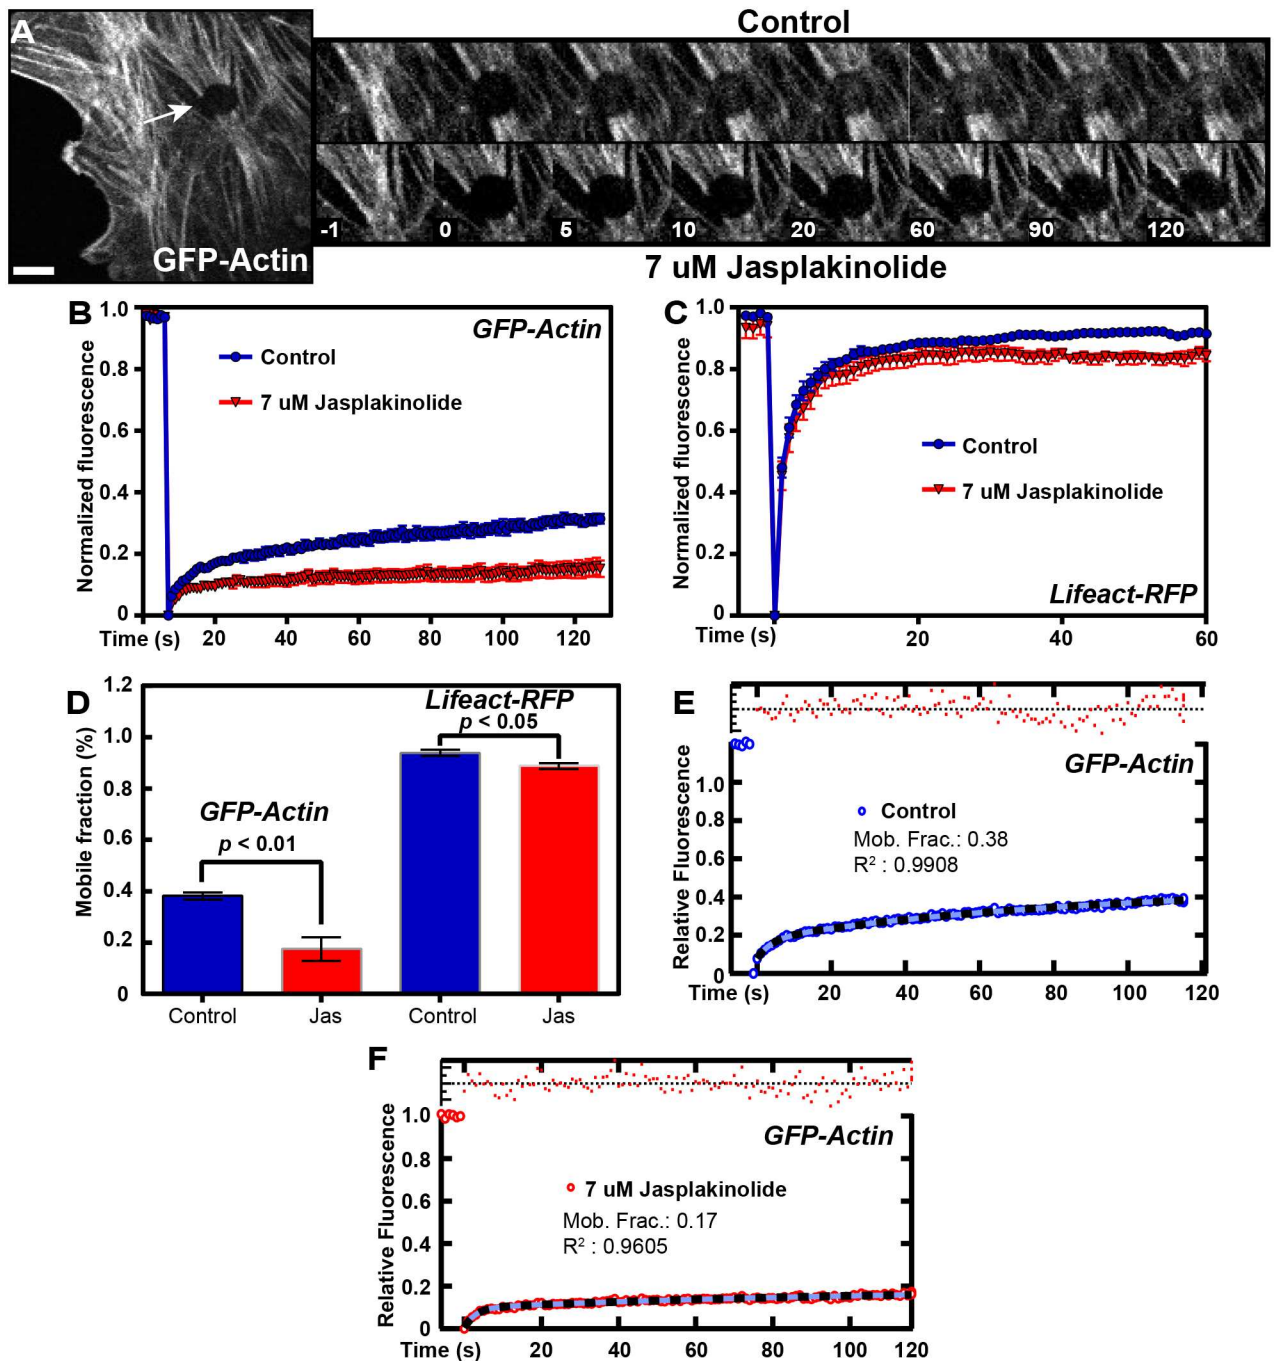 A
Control
GFP-Actin
-1 0 5 10 20 60 90 120
7 uM Jasplakinolide
B
GFP-Actin
Normalized fluorescence
1.0
0.8
0.6
0.4
0.2
0
Control
7 uM Jasplakinolide
Time (s) 20 40 60 80 100 120
C
Normalized fluorescence
1.0
0.8
0.6
0.4
0.2
0
Control
7 uM Jasplakinolide
Lifeact-RFP
Time (s) 20 40 60
D
Mobile fraction (%)
1.2
1.0
0.8
0.6
0.4
0.2
0
Lifeact-RFP
p < 0.05
GFP-Actin
p < 0.01
Control Jas Control Jas
E
GFP-Actin
Relative Fluorescence
1.0
0.8
0.6
0.4
0.2
0
Control
Mob. Frac.: 0.38
R² : 0.9908
Time (s) 20 40 60 80 100 120
F
GFP-Actin
Relative Fluorescence
1.0
0.8
0.6
0.4
0.2
0
7 uM Jasplakinolide
Mob. Frac.: 0.17
R² : 0.9605
Time (s) 20 40 60 80 100 120